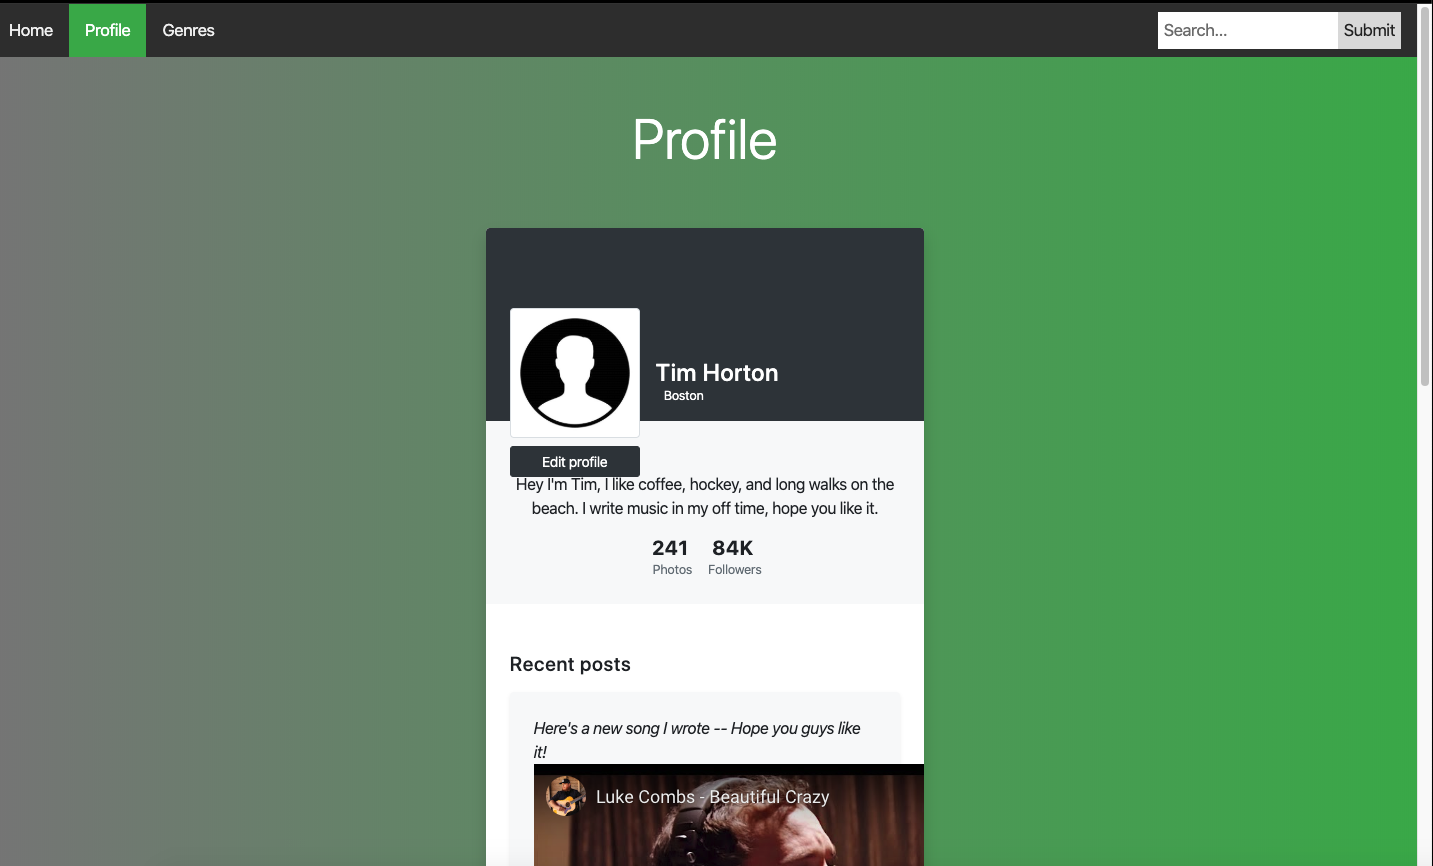 Home Profile Genres Search... Submit
Profile
Tim Horton
Boston
Edit profile
Hey I'm Tim, I like coffee, hockey, and long walks on the
beach. I write music in my off time, hope you like it.
241 84K
Photos Followers
Recent posts
Here's a new song I wrote -- Hope you guys like
it!
Luke Combs - Beautiful Crazy